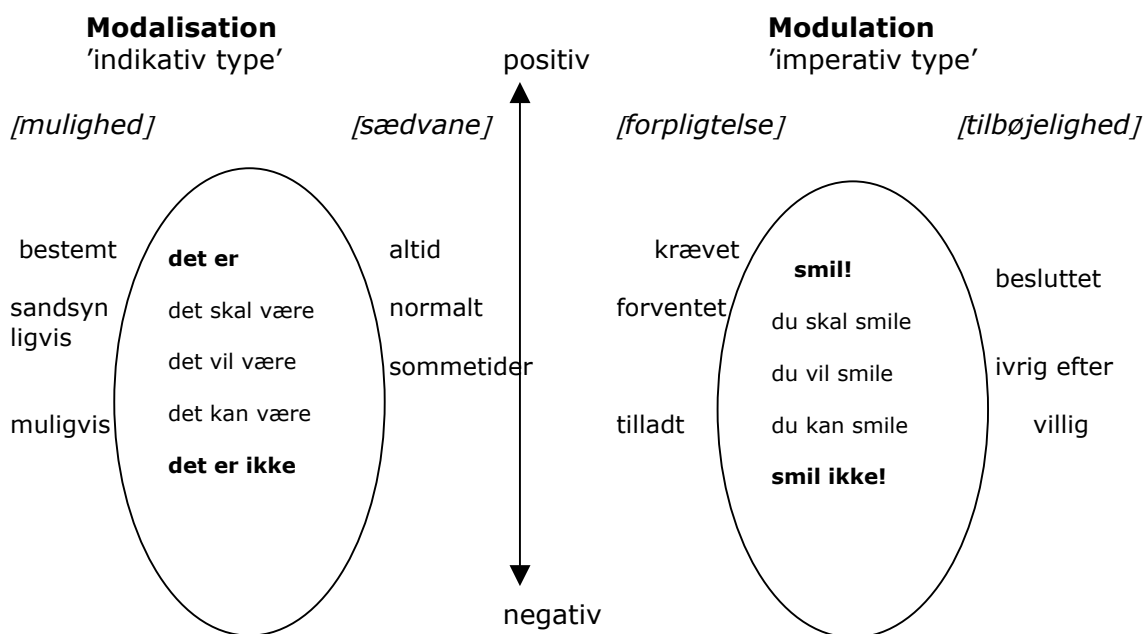 Modalisation
’indikativ type’
[mulighed]
[sædvane]
bestemt
sandsyn
ligvis
muligvis
det er
det skal være
det vil være
det kan være
det er ikke
altid
normalt
sommetider
positiv
negativ
Modulation
’imperativ type’
[forpligtelse]
[tilbøjelighed]
krævet
forventet
tilladt
smil!
du skal smile
du vil smile
du kan smile
smil ikke!
besluttet
ivrig efter
villig